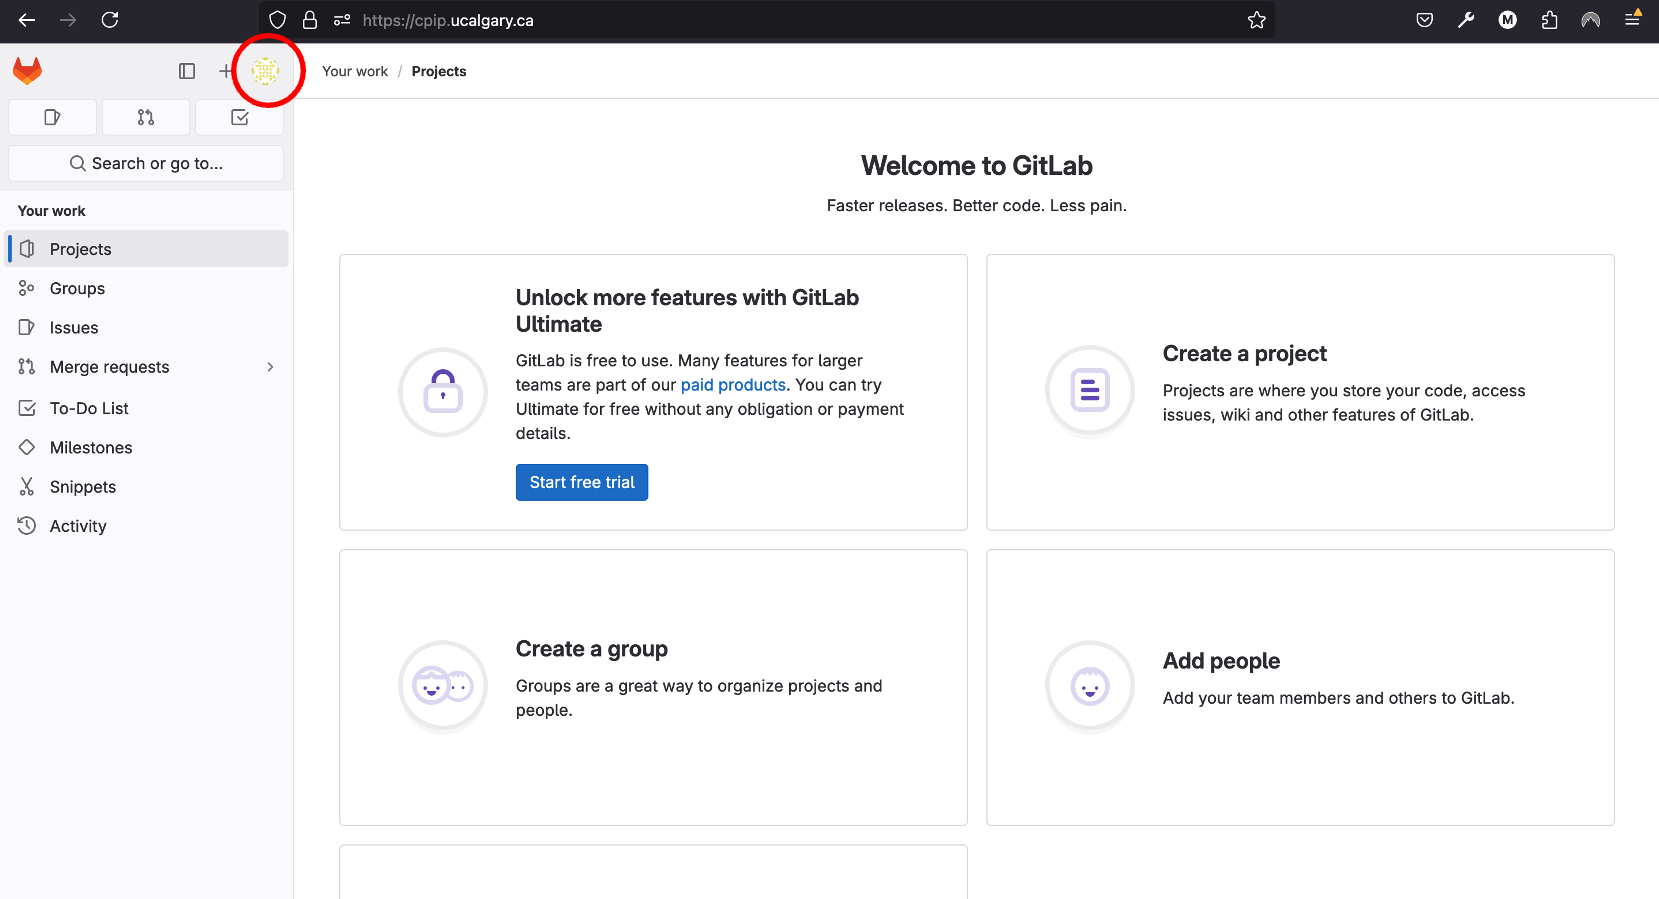 https://cpip.ucalgary.ca
M
Your work / Projects
Search or go to...
Your work
Projects
Groups
Issues
Merge requests
To-Do List
Milestones
Snippets
Activity
Welcome to GitLab
Faster releases. Better code. Less pain.
Unlock more features with GitLab
Ultimate
GitLab is free to use. Many features for larger
teams are part of our paid products. You can try
Ultimate for free without any obligation or payment
details.
Start free trial
Create a project
Projects are where you store your code, access
issues, wiki and other features of GitLab.
Create a group
Groups are a great way to organize projects and
people.
Add people
Add your team members and others to GitLab.